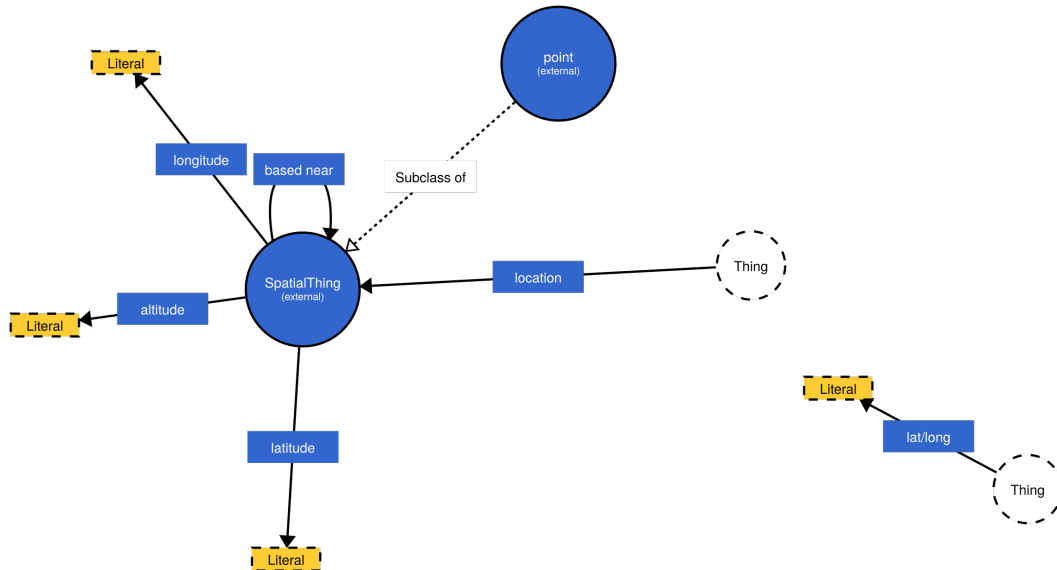 point
(external)
Literal
longitude
based near
Subclass of
Thing
location
SpatialThing
(external)
altitude
Literal
Literal
lat/long
latitude
Thing
Literal